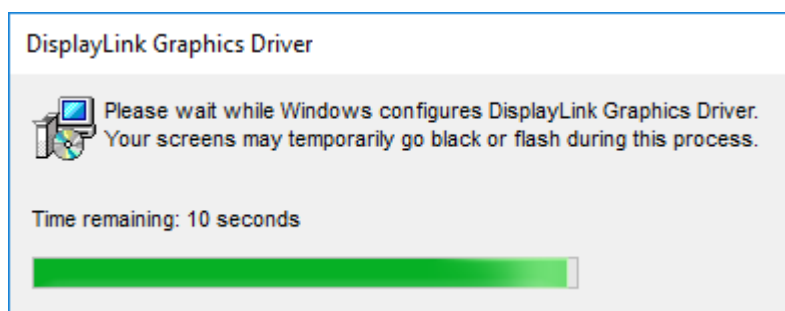 DisplayLink Graphics Driver
Please wait while Windows configures DisplayLink Graphics Driver.
Your screens may temporarily go black or flash during this process.
Time remaining: 10 seconds